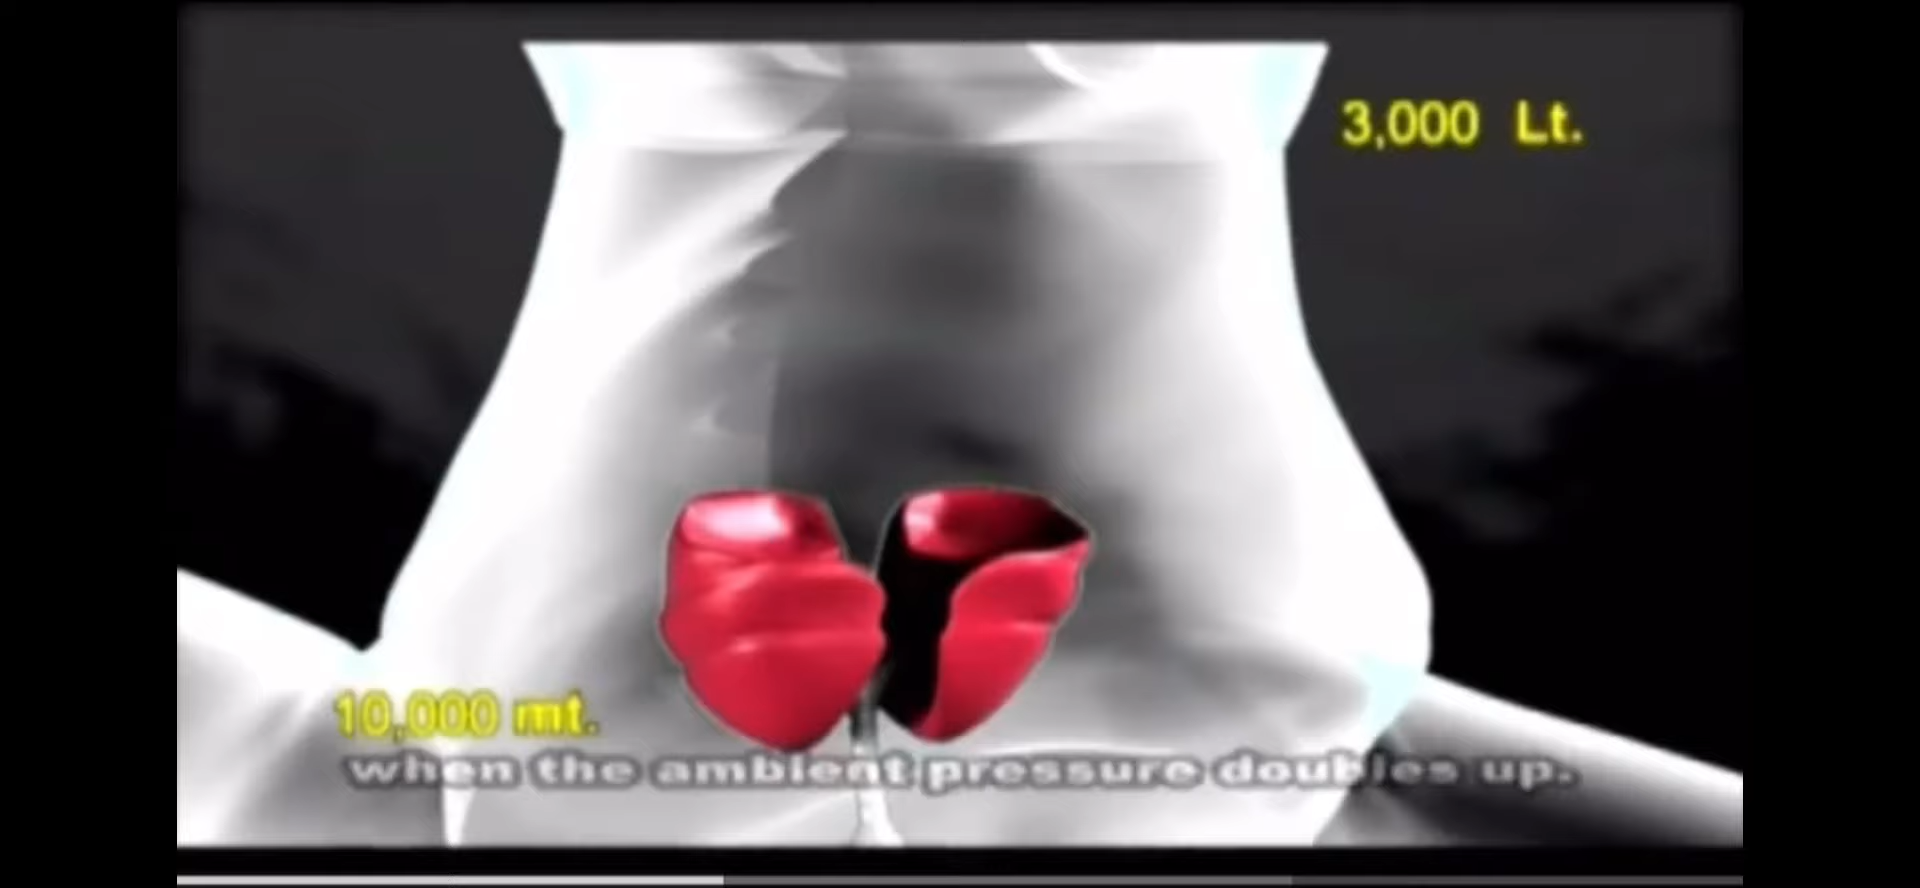 3,000 Lt.
10,000 mt.
when the ambient pressure doubles up.